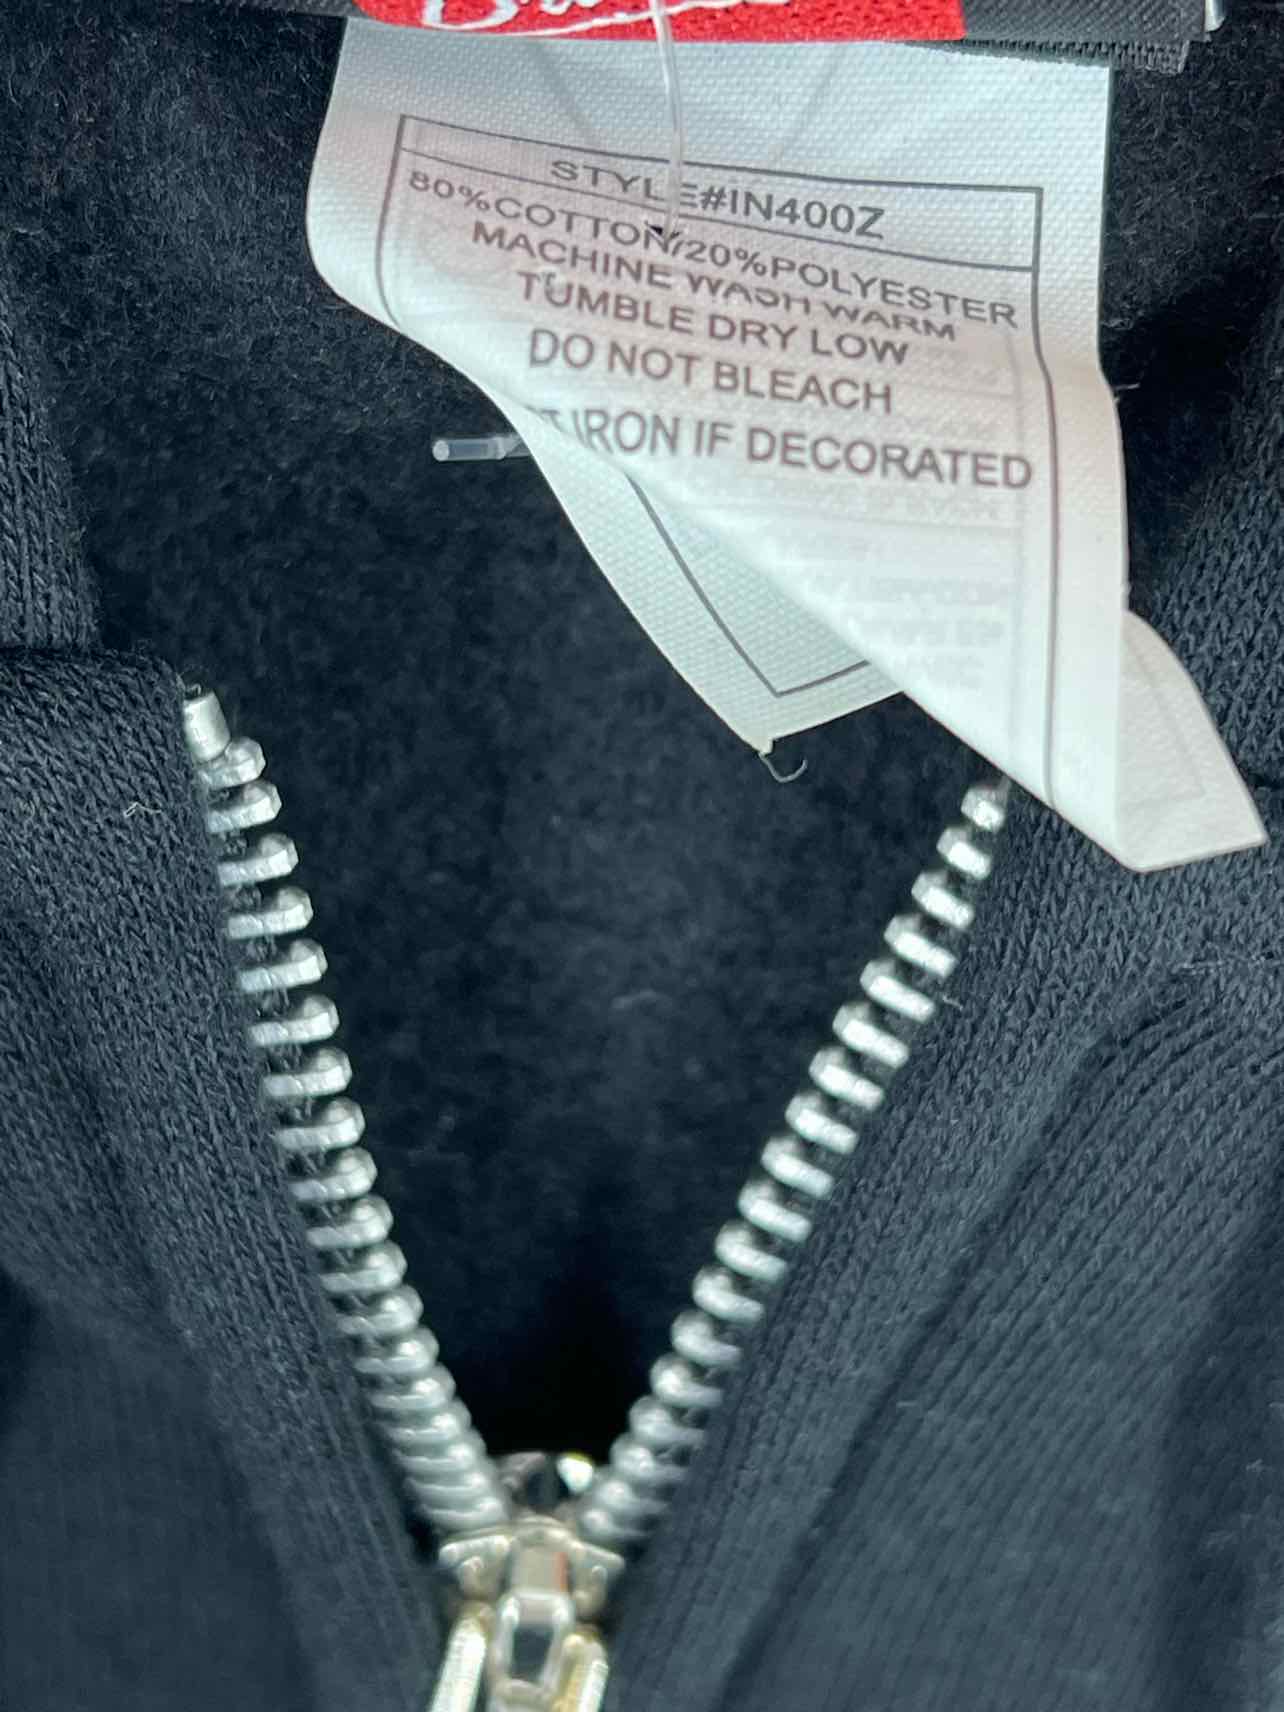 STYLE#IN400Z
80%COTTON/20%POLYESTER
MACHINE WASH WARM
TUMBLE DRY LOW
DO NOT BLEACH
IRON IF DECORATED